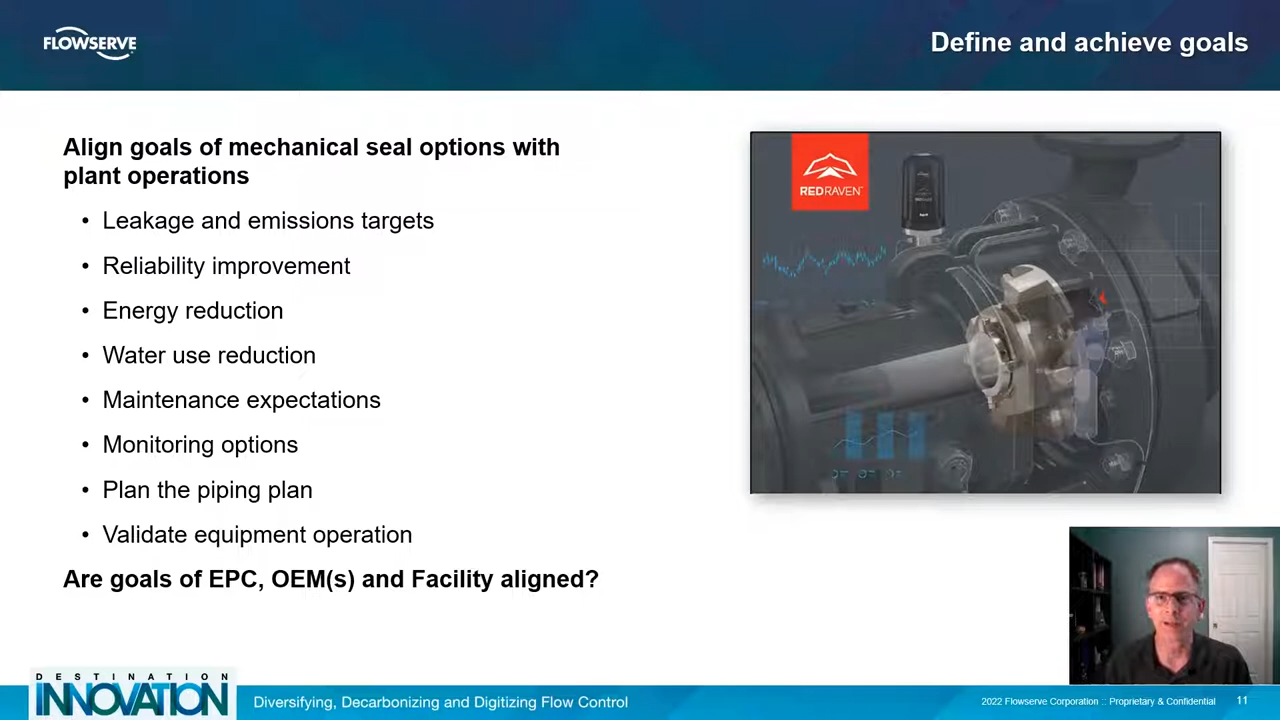 FLOWSERVE
Define and achieve goals
Align goals of mechanical seal options with
plant operations
• Leakage and emissions targets
• Reliability improvement
• Energy reduction
• Water use reduction
• Maintenance expectations
• Monitoring options
• Plan the piping plan
• Validate equipment operation
Are goals of EPC, OEM(s) and Facility aligned?
REDRAVEN
DESTINATION
INNOVATION
Diversifying, Decarbonizing and Digitizing Flow Control
2022 Flowserve Corporation :: Proprietary & Confidential
11